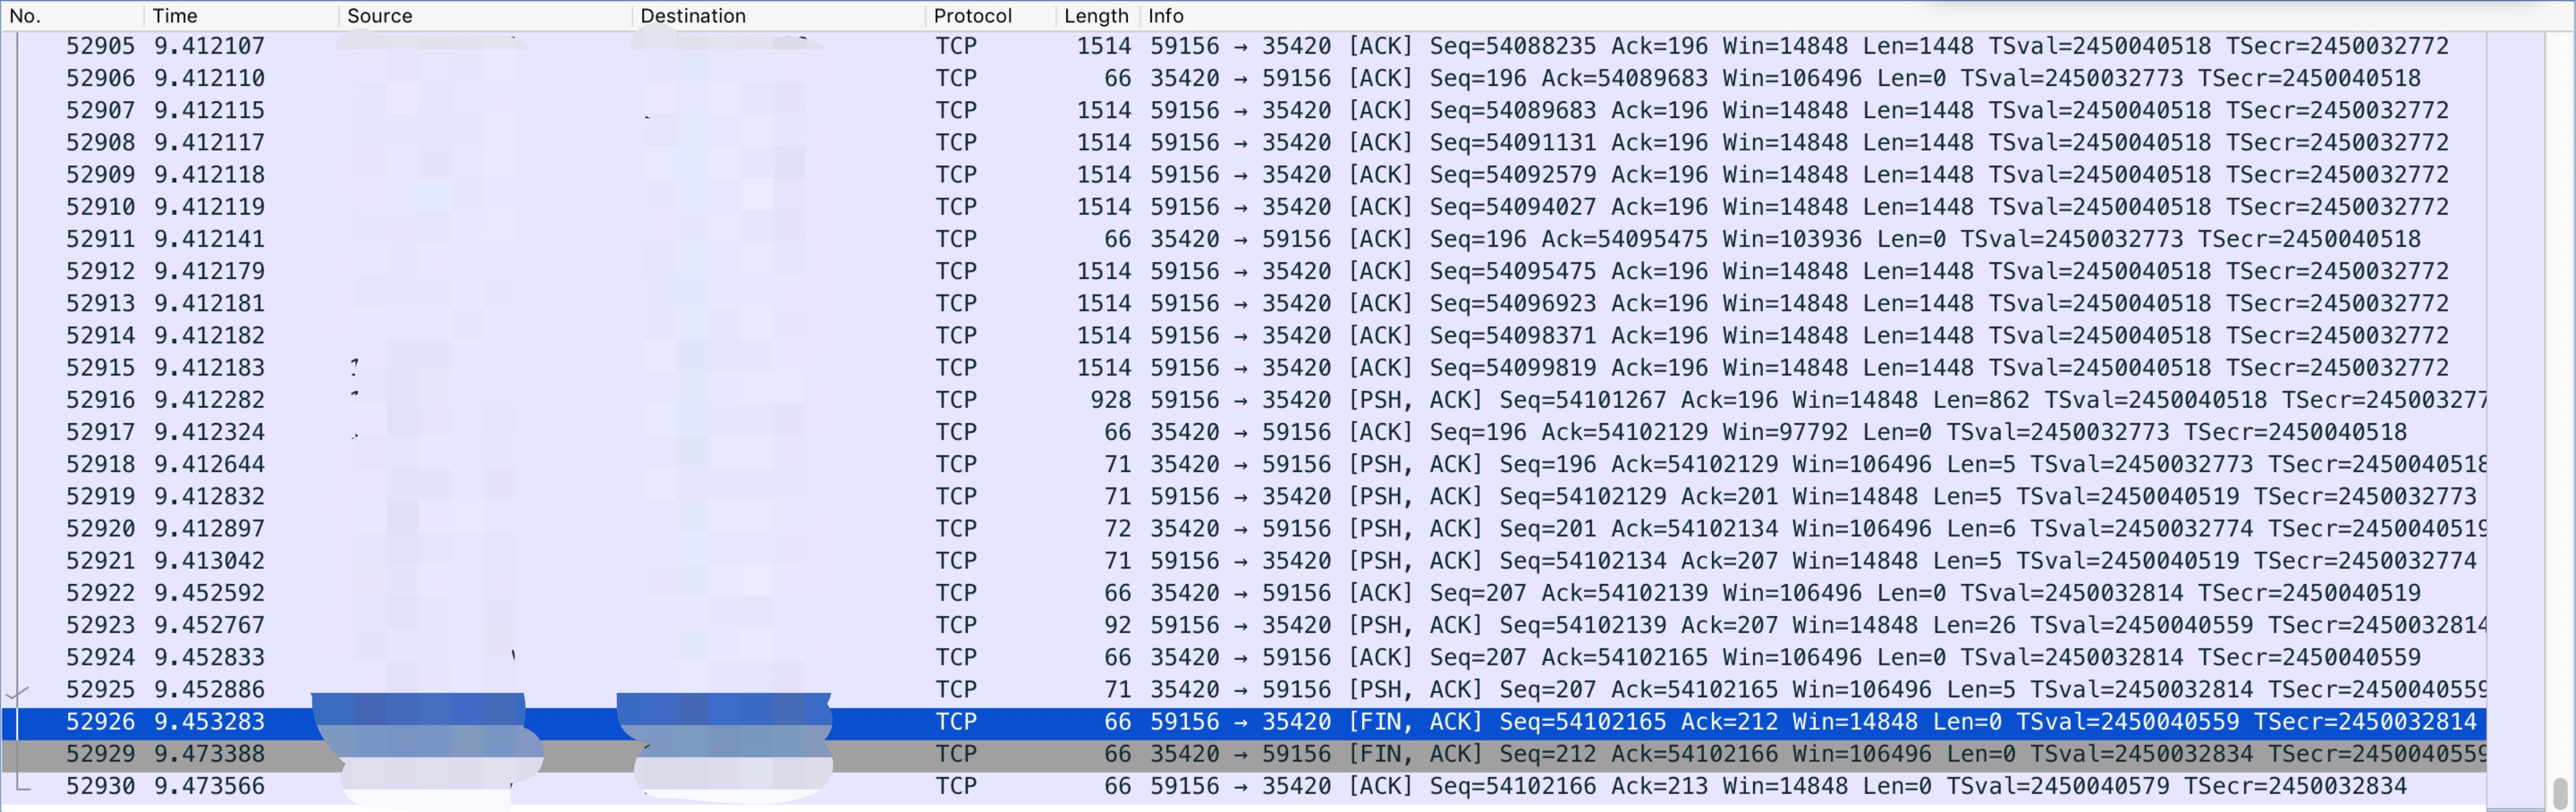 No. Time Source Destination Protocol Length Info
52905 9.412107 TCP 1514 59156 → 35420 [ACK] Seq=54088235 Ack=196 Win=14848 Len=1448 TSval=2450040518 TSecr=2450032772
52906 9.412110 TCP 66 35420 → 59156 [ACK] Seq=196 Ack=54089683 Win=106496 Len=0 TSval=2450032773 TSecr=2450040518
52907 9.412115 TCP 1514 59156 → 35420 [ACK] Seq=54089683 Ack=196 Win=14848 Len=1448 TSval=2450040518 TSecr=2450032772
52908 9.412117 TCP 1514 59156 → 35420 [ACK] Seq=54091131 Ack=196 Win=14848 Len=1448 TSval=2450040518 TSecr=2450032772
52909 9.412118 TCP 1514 59156 → 35420 [ACK] Seq=54092579 Ack=196 Win=14848 Len=1448 TSval=2450040518 TSecr=2450032772
52910 9.412119 TCP 1514 59156 → 35420 [ACK] Seq=54094027 Ack=196 Win=14848 Len=1448 TSval=2450040518 TSecr=2450032772
52911 9.412141 TCP 66 35420 → 59156 [ACK] Seq=196 Ack=54095475 Win=103936 Len=0 TSval=2450032773 TSecr=2450040518
52912 9.412179 TCP 1514 59156 → 35420 [ACK] Seq=54095475 Ack=196 Win=14848 Len=1448 TSval=2450040518 TSecr=2450032772
52913 9.412181 TCP 1514 59156 → 35420 [ACK] Seq=54096923 Ack=196 Win=14848 Len=1448 TSval=2450040518 TSecr=2450032772
52914 9.412182 TCP 1514 59156 → 35420 [ACK] Seq=54098371 Ack=196 Win=14848 Len=1448 TSval=2450040518 TSecr=2450032772
52915 9.412183 TCP 1514 59156 → 35420 [ACK] Seq=54099819 Ack=196 Win=14848 Len=1448 TSval=2450040518 TSecr=2450032772
52916 9.412282 TCP 928 59156 → 35420 [PSH, ACK] Seq=54101267 Ack=196 Win=14848 Len=862 TSval=2450040518 TSecr=245003277
52917 9.412324 TCP 66 35420 → 59156 [ACK] Seq=196 Ack=54102129 Win=97792 Len=0 TSval=2450032773 TSecr=2450040518
52918 9.412644 TCP 71 35420 → 59156 [PSH, ACK] Seq=196 Ack=54102129 Win=106496 Len=5 TSval=2450032773 TSecr=2450040518
52919 9.412832 TCP 71 59156 → 35420 [PSH, ACK] Seq=54102129 Ack=201 Win=14848 Len=5 TSval=2450040519 TSecr=2450032773
52920 9.412897 TCP 72 35420 → 59156 [PSH, ACK] Seq=201 Ack=54102134 Win=106496 Len=6 TSval=2450032774 TSecr=2450040519
52921 9.413042 TCP 71 59156 → 35420 [PSH, ACK] Seq=54102134 Ack=207 Win=14848 Len=5 TSval=2450040519 TSecr=2450032774
52922 9.452592 TCP 66 35420 → 59156 [ACK] Seq=207 Ack=54102139 Win=106496 Len=0 TSval=2450032814 TSecr=2450040519
52923 9.452767 TCP 92 59156 → 35420 [PSH, ACK] Seq=54102139 Ack=207 Win=14848 Len=26 TSval=2450040559 TSecr=2450032814
52924 9.452833 TCP 66 35420 → 59156 [ACK] Seq=207 Ack=54102165 Win=106496 Len=0 TSval=2450032814 TSecr=2450040559
52925 9.452886 TCP 71 35420 → 59156 [PSH, ACK] Seq=207 Ack=54102165 Win=106496 Len=5 TSval=2450032814 TSecr=2450040559
52926 9.453283 TCP 66 59156 → 35420 [FIN, ACK] Seq=54102165 Ack=212 Win=14848 Len=0 TSval=2450040559 TSecr=2450032814
52929 9.473388 TCP 66 35420 → 59156 [FIN, ACK] Seq=212 Ack=54102166 Win=106496 Len=0 TSval=2450032834 TSecr=2450040559
52930 9.473566 TCP 66 59156 → 35420 [ACK] Seq=54102166 Ack=213 Win=14848 Len=0 TSval=2450040579 TSecr=2450032834